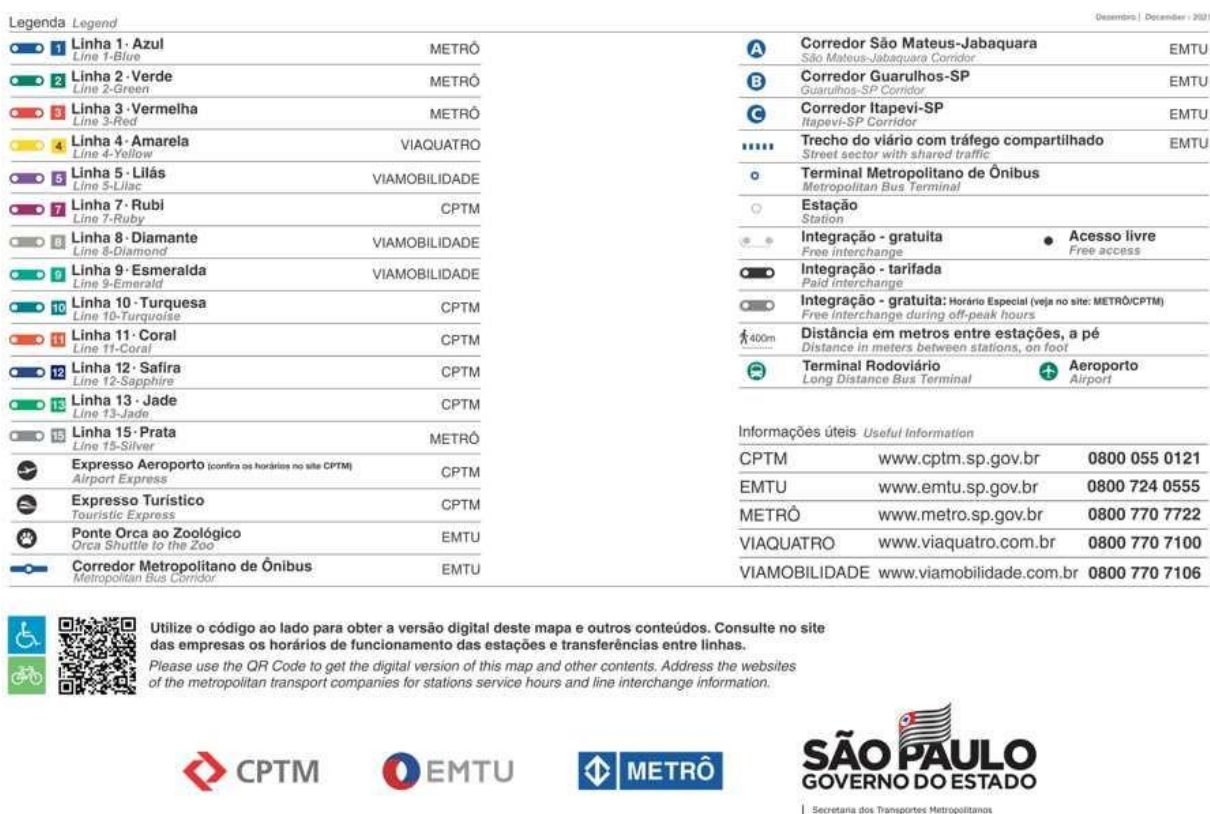 Legenda Legend
Dezembro | December - 2021
1 Linha 1 · Azul METRÔ
Line 1-Blue
2 Linha 2 · Verde METRÔ
Line 2-Green
3 Linha 3 · Vermelha METRÔ
Line 3-Red
4 Linha 4 · Amarela VIAQUATRO
Line 4-Yellow
5 Linha 5 · Lilás VIAMOBILIDADE
Line 5-Lilac
7 Linha 7 · Rubi CPTM
Line 7-Ruby
8 Linha 8 · Diamante VIAMOBILIDADE
Line 8-Diamond
9 Linha 9 · Esmeralda VIAMOBILIDADE
Line 9-Emerald
10 Linha 10 · Turquesa CPTM
Line 10-Turquoise
11 Linha 11 · Coral CPTM
Line 11-Coral
12 Linha 12 · Safira CPTM
Line 12-Sapphire
13 Linha 13 · Jade CPTM
Line 13-Jade
15 Linha 15 · Prata METRÔ
Line 15-Silver
Expresso Aeroporto (confira os horários no site CPTM) CPTM
Airport Express
Expresso Turístico CPTM
Touristic Express
Ponte Orca ao Zoológico EMTU
Orca Shuttle to the Zoo
Corredor Metropolitano de Ônibus EMTU
Metropolitan Bus Corridor
A Corredor São Mateus-Jabaquara EMTU
São Mateus-Jabaquara Corridor
B Corredor Guarulhos-SP EMTU
Guarulhos-SP Corridor
C Corredor Itapevi-SP EMTU
Itapevi-SP Corridor
Trecho do viário com tráfego compartilhado EMTU
Street sector with shared traffic
Terminal Metropolitano de Ônibus
Metropolitan Bus Terminal
Estação
Station
Integração - gratuita Acesso livre
Free interchange Free access
Integração - tarifada
Paid interchange
Integração - gratuita: Horário Especial (veja no site: METRÔ/CPTM)
Free interchange during off-peak hours
400m Distância em metros entre estações, a pé
Distance in meters between stations, on foot
Terminal Rodoviário Aeroporto
Long Distance Bus Terminal Airport
Informações úteis Useful Information
CPTM www.cptm.sp.gov.br 0800 055 0121
EMTU www.emtu.sp.gov.br 0800 724 0555
METRÔ www.metro.sp.gov.br 0800 770 7722
VIAQUATRO www.viaquatro.com.br 0800 770 7100
VIAMOBILIDADE www.viamobilidade.com.br 0800 770 7106
Utilize o código ao lado para obter a versão digital deste mapa e outros conteúdos. Consulte no site
das empresas os horários de funcionamento das estações e transferências entre linhas.
Please use the QR Code to get the digital version of this map and other contents. Address the websites
of the metropolitan transport companies for stations service hours and line interchange information.
CPTM
EMTU
METRÔ
SÃO PAULO
GOVERNO DO ESTADO
Secretaria dos Transportes Metropolitanos